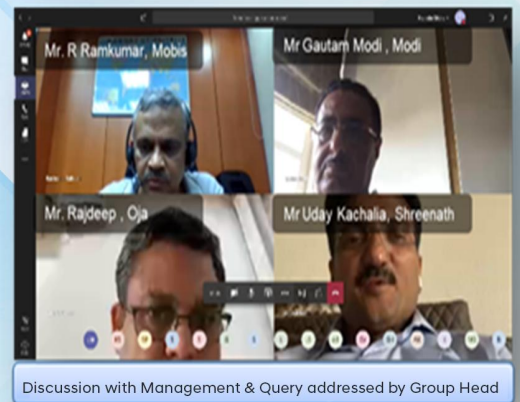 Mr. R Ramkumar, Mobis
Mr Gautam Modi , Modi
Mr. Rajdeep , Oja
Mr Uday Kachalia, Shreenath
Discussion with Management & Query addressed by Group Head